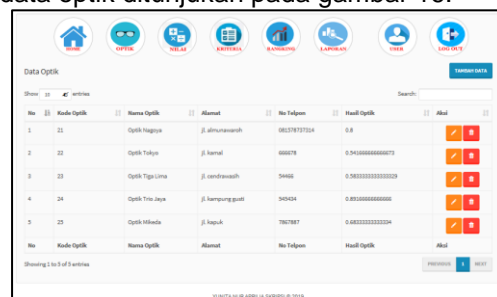 data optik ditunjukan pada gambar 10.
HOME OPTIK NILAI KRITERIA RANGKING LAPORAN USER LOG OUT
Data Optik TAMBAH DATA
Show 10 entries Search:
No Kode Optik Nama Optik Alamat No Telpon Hasil Optik Aksi
1 21 Optik Nagoya jl. almunawaroh 081578737314 0.8
2 22 Optik Tokyo jl. kamal 666678 0.541666666666673
3 23 Optik Tiga Lima jl. cendrawasih 54466 0.5833333333333329
4 24 Optik Trio Jaya jl. kampung gusti 545434 0.89166666666666
5 25 Optik Mikeda jl. kapuk 7867887 0.68333333333334
No Kode Optik Nama Optik Alamat No Telpon Hasil Optik Aksi
Showing 1 to 5 of 5 entries PREVIOUS 1 NEXT